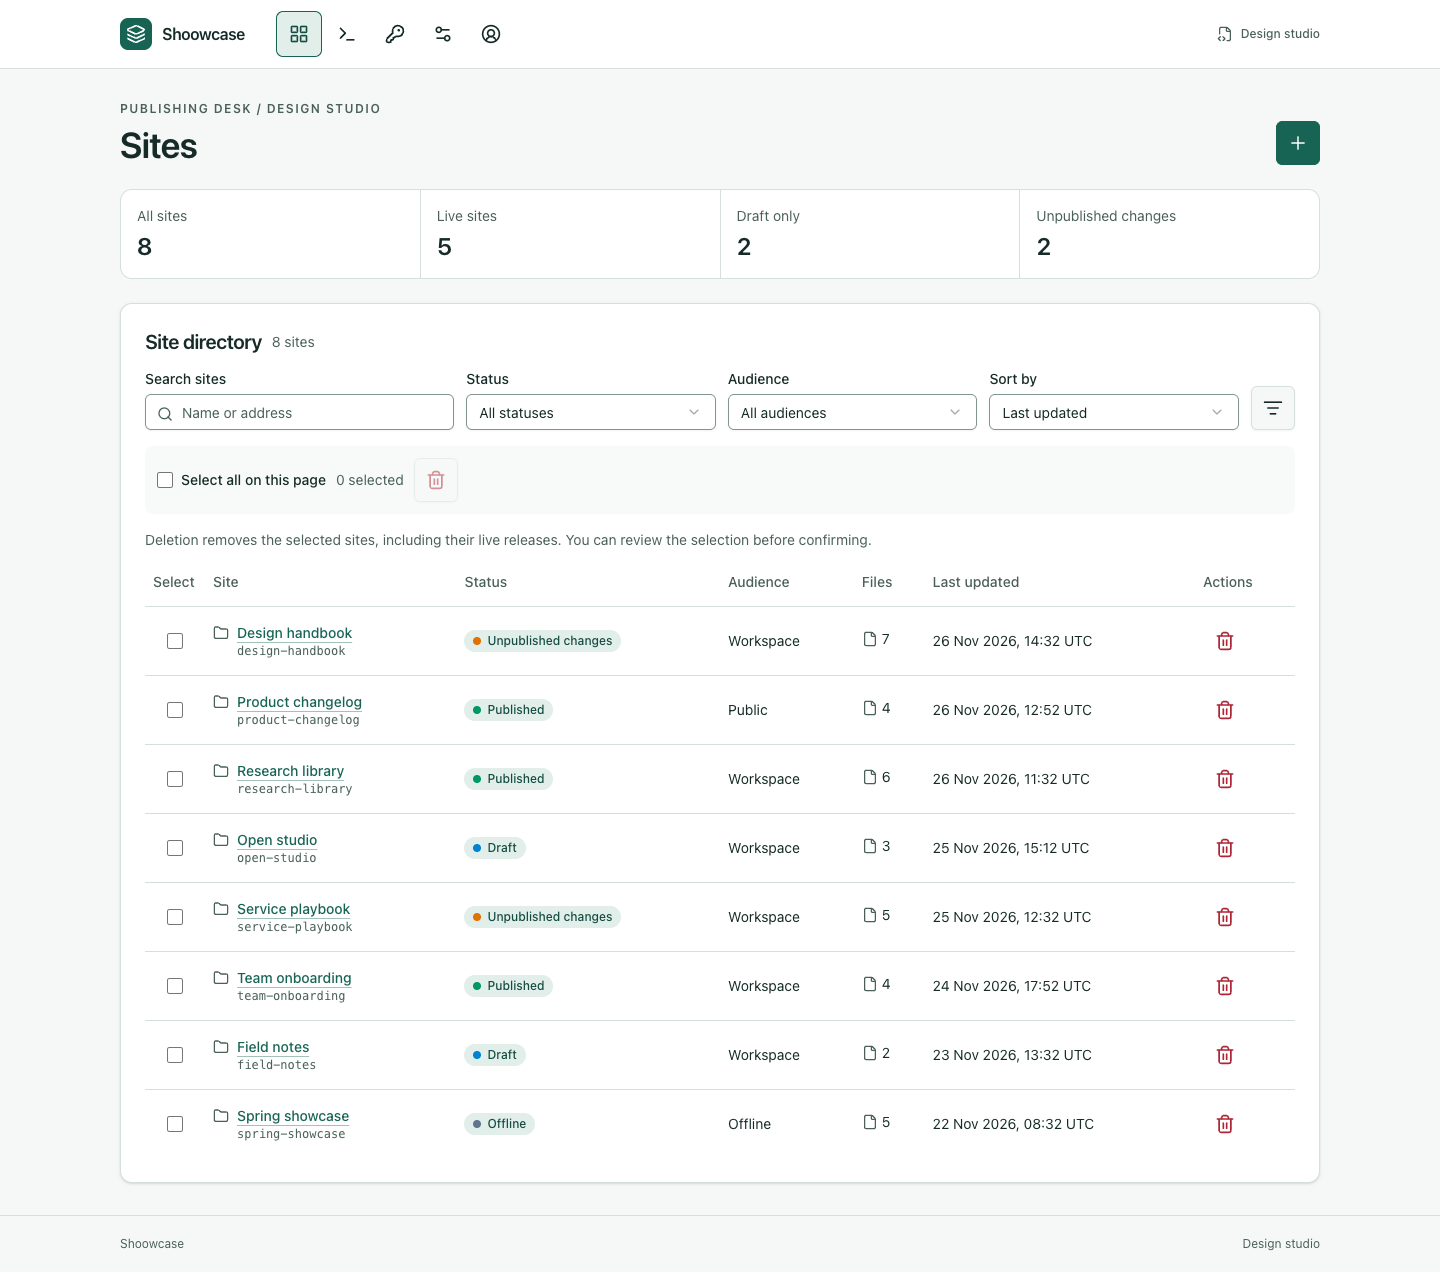 Shoowcase
Design studio
PUBLISHING DESK / DESIGN STUDIO
Sites
All sites
8
Live sites
5
Draft only
2
Unpublished changes
2
Site directory 8 sites
Search sites
Name or address
Status
All statuses
Audience
All audiences
Sort by
Last updated
Select all on this page 0 selected
Deletion removes the selected sites, including their live releases. You can review the selection before confirming.
Select Site Status Audience Files Last updated Actions
Design handbook
design-handbook
Unpublished changes Workspace 7 26 Nov 2026, 14:32 UTC
Product changelog
product-changelog
Published Public 4 26 Nov 2026, 12:52 UTC
Research library
research-library
Published Workspace 6 26 Nov 2026, 11:32 UTC
Open studio
open-studio
Draft Workspace 3 25 Nov 2026, 15:12 UTC
Service playbook
service-playbook
Unpublished changes Workspace 5 25 Nov 2026, 12:32 UTC
Team onboarding
team-onboarding
Published Workspace 4 24 Nov 2026, 17:52 UTC
Field notes
field-notes
Draft Workspace 2 23 Nov 2026, 13:32 UTC
Spring showcase
spring-showcase
Offline Offline 5 22 Nov 2026, 08:32 UTC
Shoowcase
Design studio